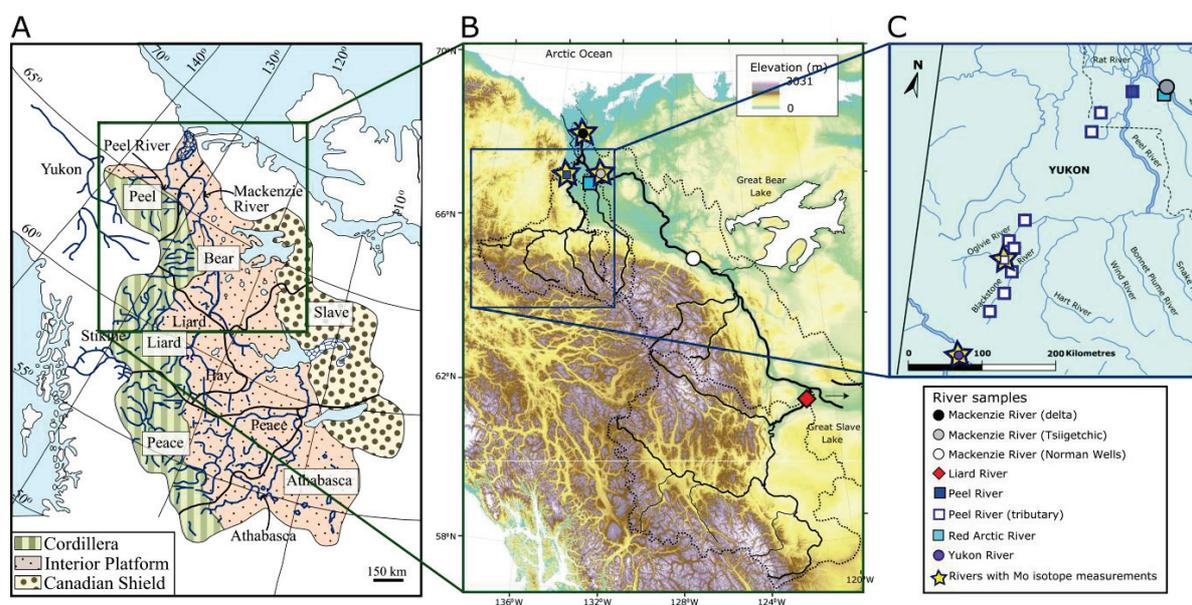 A
70°
140°
130°
120°
65°
Peel River
Yukon
Peel
Mackenzie
River
110°
60°
Bear
Slave
Liard
Stikine
Liard
55°
Hay
Peace
Peace
Athabasca
50°
Athabasca
Cordillera
Interior Platform
Canadian Shield
150 km
B
70°N
Arctic Ocean
Elevation (m)
3031
0
Great Bear
Lake
66°N
62°N
Great Slave
Lake
58°N
136°W
132°W
128°W
124°W
120°W
C
N
Rat River
Peel River
YUKON
Ogilvie River
Blackstone River
Hart River
Wind River
Bonnet Plume River
Snake
0
100
200 Kilometres
River samples
Mackenzie River (delta)
Mackenzie River (Tsiigetchic)
Mackenzie River (Norman Wells)
Liard River
Peel River
Peel River (tributary)
Red Arctic River
Yukon River
Rivers with Mo isotope measurements